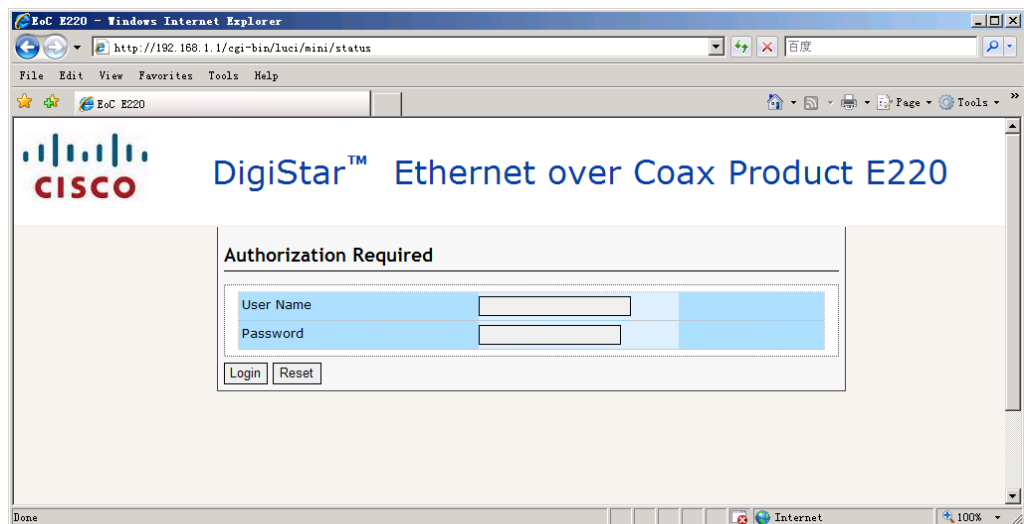 EoC E220 - Windows Internet Explorer
http://192.168.1.1/cgi-bin/luci/mini/status
百度
File Edit View Favorites Tools Help
EoC E220
Page Tools »
CISCO
DigiStar™ Ethernet over Coax Product E220
Authorization Required
User Name
Password
Login Reset
Done
Internet
100%